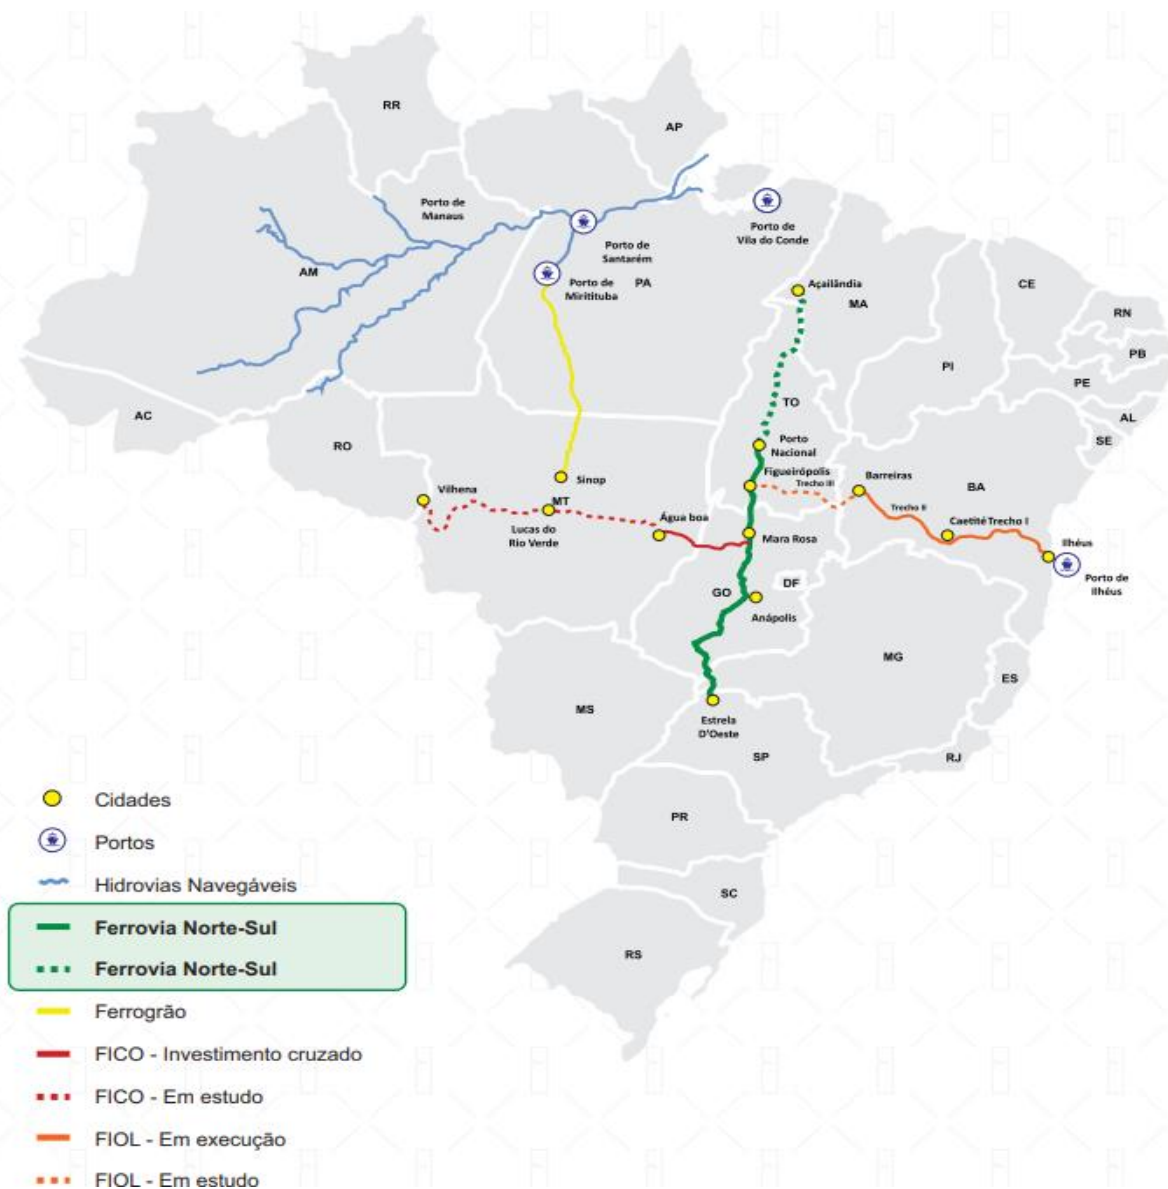 RR
AP
Porto de
Manaus
Porto de
Vila do Conde
Porto de
Santarém
AM
Porto de
Miritituba
PA
Açailândia
MA
CE
RN
PB
PI
PE
AL
SE
AC
TO
RO
Porto
Nacional
Figueirópolis
Trecho III
Barreiras
BA
Sinop
Vilhena
MT
Lucas do
Rio Verde
Água boa
Mara Rosa
Trecho II
Caetité Trecho I
Ilhéus
Porto de
Ilhéus
DF
GO
Anápolis
MG
ES
MS
Estrela
D'Oeste
SP
RJ
PR
SC
RS
Cidades
Portos
Hidrovias Navegáveis
Ferrovia Norte-Sul
Ferrovia Norte-Sul
Ferrogrão
FICO - Investimento cruzado
FICO - Em estudo
FIOL - Em execução
FIOL - Em estudo